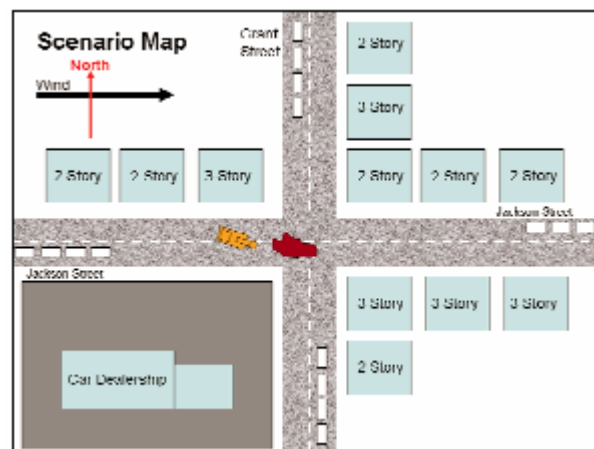 Scenario Map
North
Wind
Grant
Street
2 Story
3 Story
2 Story
2 Story
3 Story
2 Story
2 Story
2 Story
Jackson Street
Jackson Street
3 Story
3 Story
3 Story
2 Story
Car Dealership